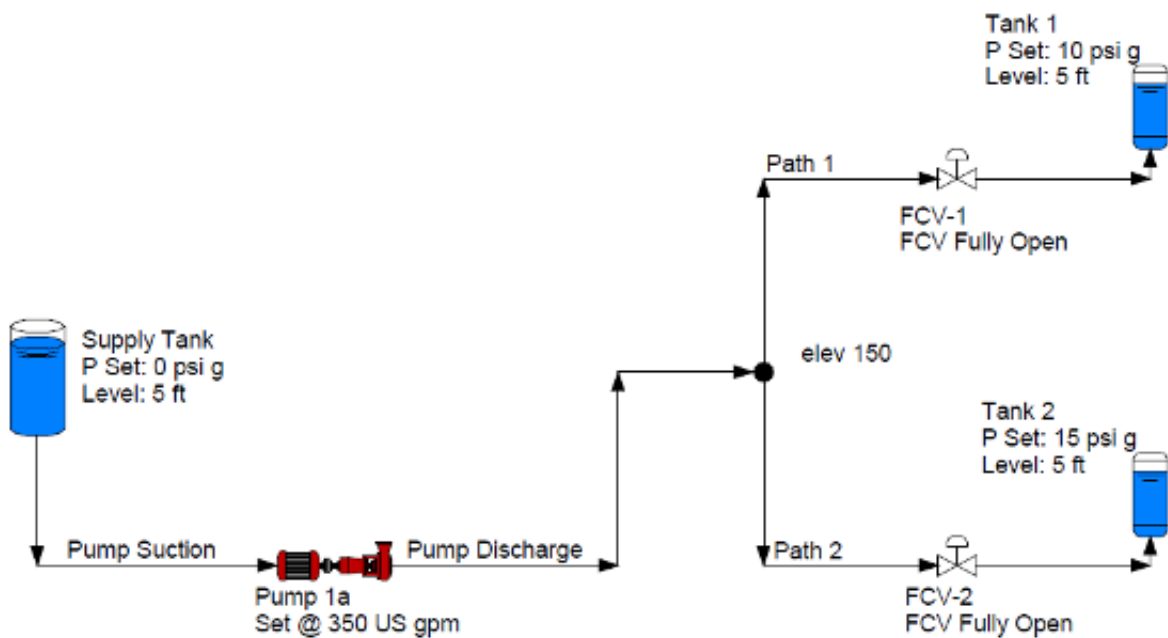 Tank 1
P Set: 10 psi g
Level: 5 ft
Path 1
FCV-1
FCV Fully Open
Supply Tank
P Set: 0 psi g
Level: 5 ft
elev 150
Tank 2
P Set: 15 psi g
Level: 5 ft
Pump Suction
Pump Discharge
Path 2
Pump 1a
Set @ 350 US gpm
FCV-2
FCV Fully Open